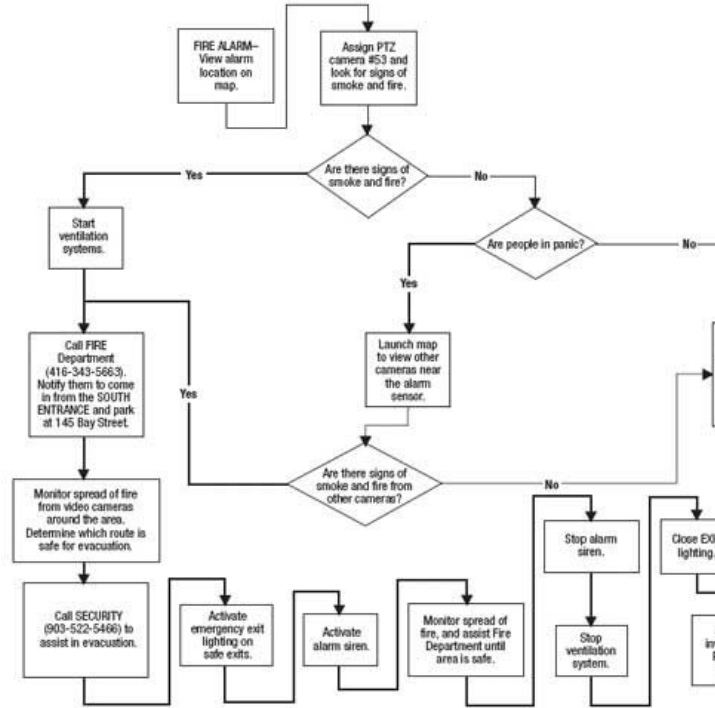 FIRE ALARM–
View alarm
location on
map.
Assign PTZ
camera #53 and
look for signs of
smoke and fire.
Are there signs of
smoke and fire?
Yes
No
Start
ventilation
systems.
Are people in panic?
No
Yes
Call FIRE
Department
(416-343-5663).
Notify them to come
in from the SOUTH
ENTRANCE and park
at 145 Bay Street.
Launch map
to view other
cameras near
the alarm
sensor.
Yes
Are there signs of
smoke and fire from
other cameras?
No
Monitor spread of fire
from video cameras
around the area.
Determine which route is
safe for evacuation.
Stop alarm
siren.
Close EXI
lighting.
Call SECURITY
(903-522-5466) to
assist in evacuation.
Activate
emergency exit
lighting on
safe exits.
Activate
alarm siren.
Monitor spread of
fire, and assist Fire
Department until
area is safe.
Stop
ventilation
system.